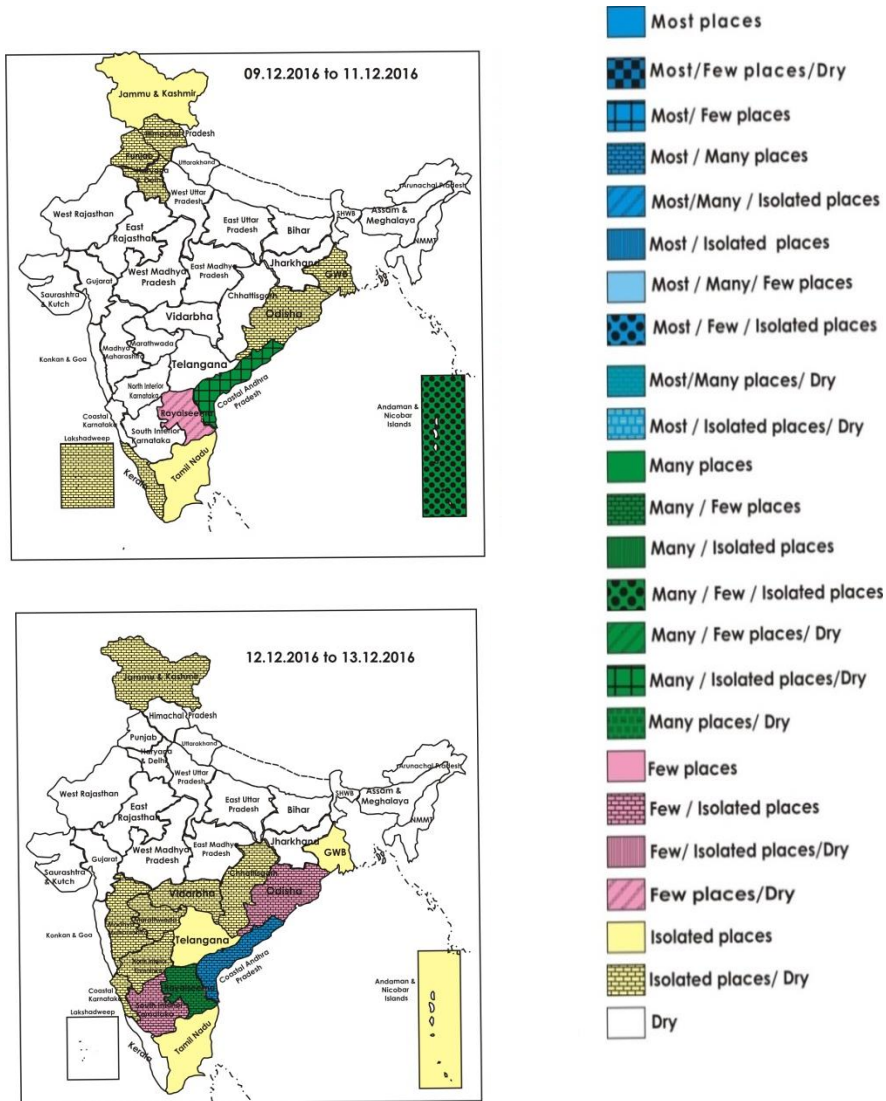 09.12.2016 to 11.12.2016
Jammu & Kashmir
Himachal Pradesh
Punjab
Uttarakhand
West Rajasthan
West Uttar
Pradesh
Arunachal Pradesh
East
Rajasthan
East Uttar
Pradesh
Bihar
SHWB
Assam &
Meghalaya
NMMT
Gujarat
West Madhya
Pradesh
East Madhya
Pradesh
Jharkhand
GWB
Saurashtra
& Kutch
Chhattisgarh
Vidarbha
Odisha
Konkan & Goa
Madhya
Maharashtra
Marathwada
Telangana
North Interior
Karnataka
Coastal Andhra
Pradesh
Rayalseema
Coastal
Karnataka
South Interior
Karnataka
Andaman &
Nicobar
Islands
Lakshadweep
Kerala
Tamil Nadu
12.12.2016 to 13.12.2016
Jammu & Kashmir
Himachal Pradesh
Punjab
Uttarakhand
Haryana
& Delhi
West Rajasthan
West Uttar
Pradesh
Arunachal Pradesh
East
Rajasthan
East Uttar
Pradesh
Bihar
SHWB
Assam &
Meghalaya
NMMT
Gujarat
West Madhya
Pradesh
East Madhya
Pradesh
Jharkhand
GWB
Saurashtra
& Kutch
Chhattisgarh
Vidarbha
Odisha
Konkan & Goa
Marathwada
Telangana
Coastal Andhra
Pradesh
Rayalseema
Coastal
Karnataka
Andaman &
Nicobar
Islands
Lakshadweep
Kerala
Tamil Nadu
Most places
Most/Few places/Dry
Most/ Few places
Most / Many places
Most/Many / Isolated places
Most / Isolated places
Most / Many/ Few places
Most / Few / Isolated places
Most/Many places/ Dry
Most / Isolated places/ Dry
Many places
Many / Few places
Many / Isolated places
Many / Few / Isolated places
Many / Few places/ Dry
Many / Isolated places/Dry
Many places/ Dry
Few places
Few / Isolated places
Few/ Isolated places/Dry
Few places/Dry
Isolated places
Isolated places/ Dry
Dry